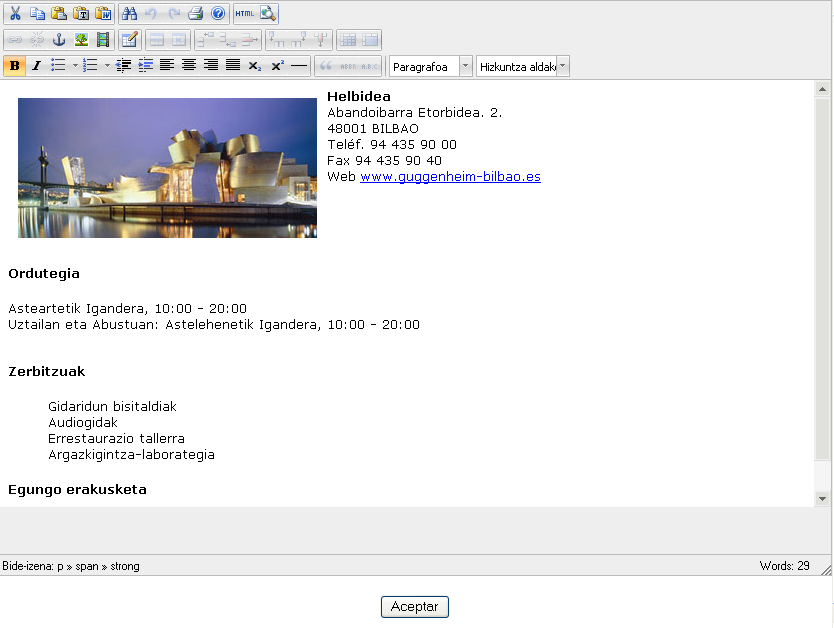 HTML
B I
ABBR A.B.C.
Paragrafoa
Hizkuntza aldak
Helbidea
Abandoibarra Etorbidea. 2.
48001 BILBAO
Teléf. 94 435 90 00
Fax 94 435 90 40
Web www.guggenheim-bilbao.es
Ordutegia
Asteartetik Igandera, 10:00 - 20:00
Uztailan eta Abustuan: Astelehenetik Igandera, 10:00 - 20:00
Zerbitzuak
Gidaridun bisitaldiak
Audiogidak
Errestaurazio tallerra
Argazkigintza-laborategia
Egungo erakusketa
Bide-izena: p » span » strong
Words: 29
Aceptar